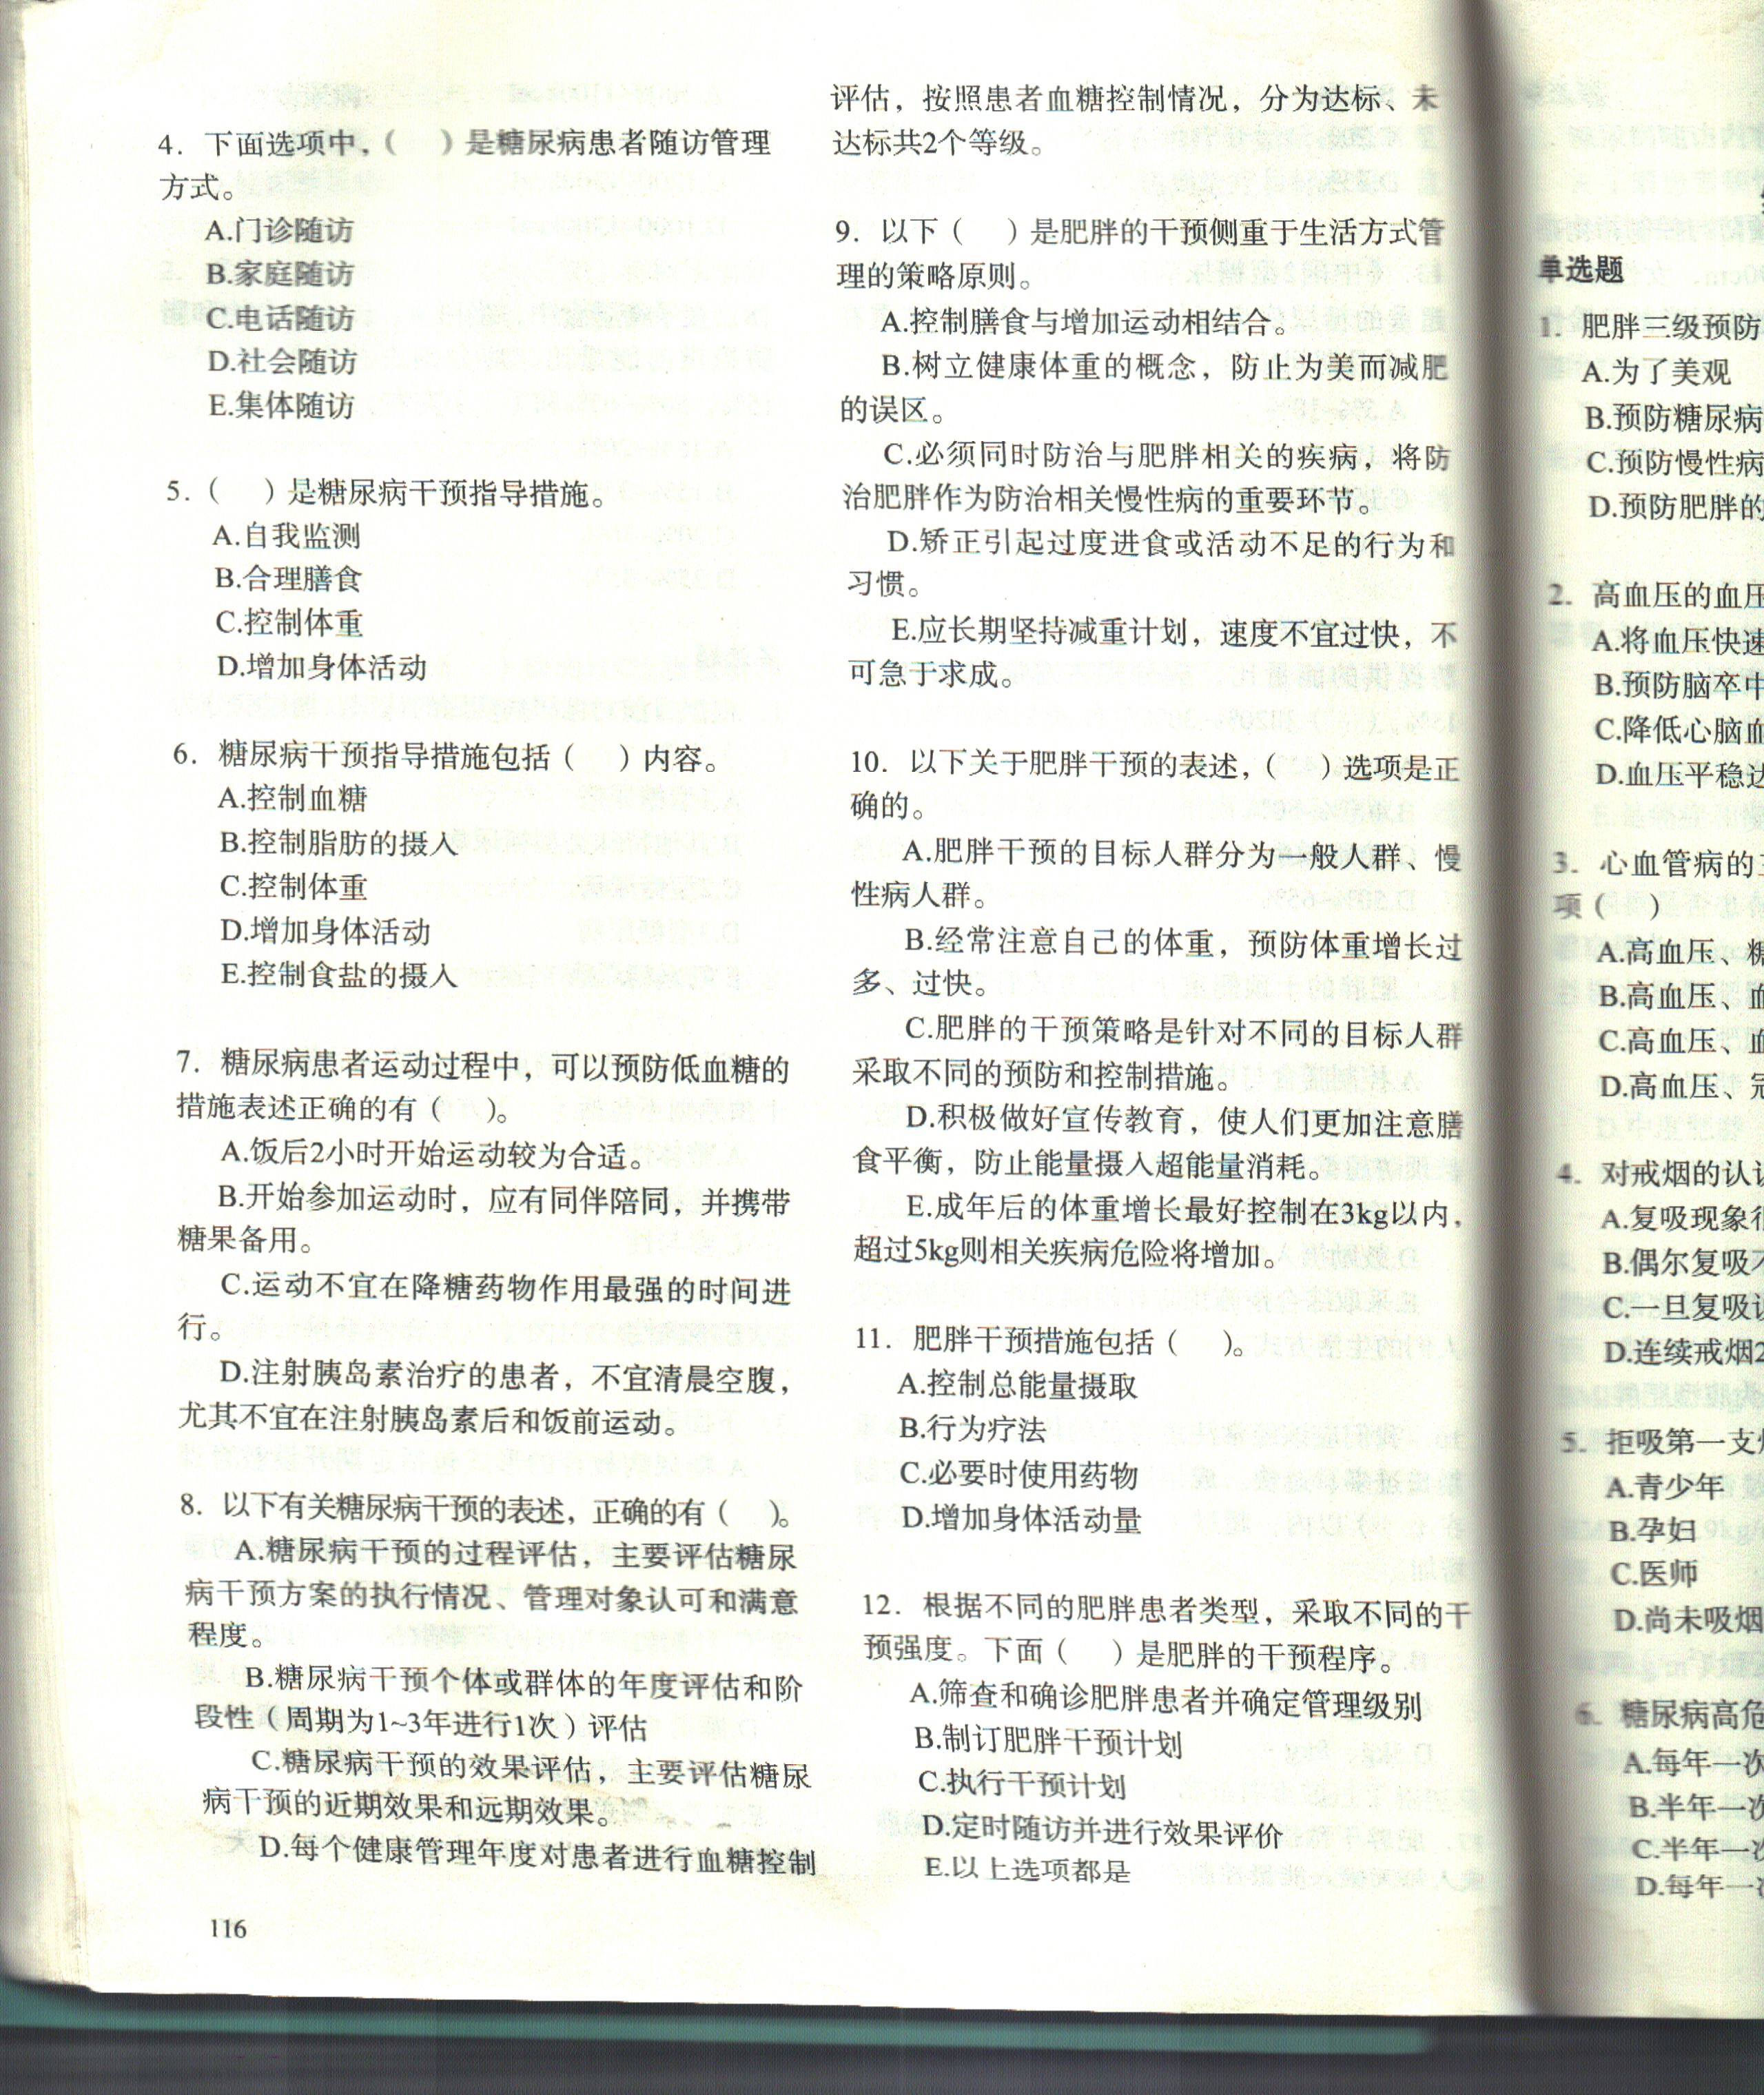 4. 下面选项中，( )是糖尿病患者随访管理
方式。
A.门诊随访
B.家庭随访
C.电话随访
D.社会随访
E.集体随访
5.( )是糖尿病干预指导措施。
A.自我监测
B.合理膳食
C.控制体重
D.增加身体活动
6. 糖尿病干预指导措施包括( )内容。
A.控制血糖
B.控制脂肪的摄入
C.控制体重
D.增加身体活动
E.控制食盐的摄入
7. 糖尿病患者运动过程中，可以预防低血糖的
措施表述正确的有( )。
A.饭后2小时开始运动较为合适。
B.开始参加运动时，应有同伴陪同，并携带
糖果备用。
C.运动不宜在降糖药物作用最强的时间进
行。
D.注射胰岛素治疗的患者，不宜清晨空腹，
尤其不宜在注射胰岛素后和饭前运动。
8. 以下有关糖尿病干预的表述，正确的有( )。
A.糖尿病干预的过程评估，主要评估糖尿
病干预方案的执行情况、管理对象认可和满意
程度。
B.糖尿病干预个体或群体的年度评估和阶
段性（周期为1~3年进行1次）评估
C.糖尿病干预的效果评估，主要评估糖尿
病干预的近期效果和远期效果。
D.每个健康管理年度对患者进行血糖控制
116
评估，按照患者血糖控制情况，分为达标、未
达标共2个等级。
9. 以下( )是肥胖的干预侧重于生活方式管
理的策略原则。
A.控制膳食与增加运动相结合。
B.树立健康体重的概念，防止为美而减肥
的误区。
C.必须同时防治与肥胖相关的疾病，将防
治肥胖作为防治相关慢性病的重要环节。
D.矫正引起过度进食或活动不足的行为和
习惯。
E.应长期坚持减重计划，速度不宜过快，不
可急于求成。
10. 以下关于肥胖干预的表述，( )选项是正
确的。
A.肥胖干预的目标人群分为一般人群、慢
性病人群。
B.经常注意自己的体重，预防体重增长过
多、过快。
C.肥胖的干预策略是针对不同的目标人群
采取不同的预防和控制措施。
D.积极做好宣传教育，使人们更加注意膳
食平衡，防止能量摄入超能量消耗。
E.成年后的体重增长最好控制在3kg以内，
超过5kg则相关疾病危险将增加。
11. 肥胖干预措施包括( )。
A.控制总能量摄取
B.行为疗法
C.必要时使用药物
D.增加身体活动量
12. 根据不同的肥胖患者类型，采取不同的干
预强度。下面( )是肥胖的干预程序。
A.筛查和确诊肥胖患者并确定管理级别
B.制订肥胖干预计划
C.执行干预计划
D.定时随访并进行效果评价
E.以上选项都是
单选题
1. 肥胖三级预防
A.为了美观
B.预防糖尿病
C.预防慢性病
D.预防肥胖的
2. 高血压的血压
A.将血压快速
B.预防脑卒中
C.降低心脑血
D.血压平稳达
3. 心血管病的
项( )
A.高血压、糖
B.高血压、血
C.高血压、血
D.高血压、冠
4. 对戒烟的认识
A.复吸现象很
B.偶尔复吸不
C.一旦复吸
D.连续戒烟2
5. 拒吸第一支烟
A.青少年
B.孕妇
C.医师
D.尚未吸烟
6. 糖尿病高危
A.每年一次
B.半年一次
C.半年一次
D.每年一次